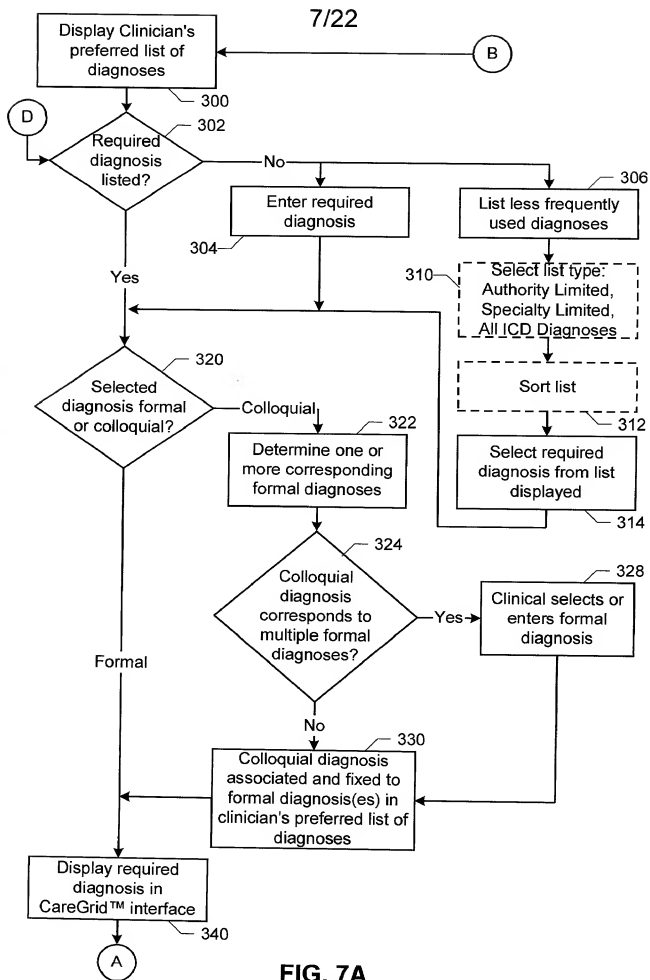 7/22
Display Clinician's
preferred list of
diagnoses
B
300
D
302
Required
diagnosis
listed?
No
306
Enter required
diagnosis
List less frequently
used diagnoses
304
Yes
310
Select list type:
Authority Limited,
Specialty Limited,
All ICD Diagnoses
320
Selected
diagnosis formal
or colloquial?
Colloquial
Sort list
312
322
Determine one or
more corresponding
formal diagnoses
Select required
diagnosis from list
displayed
314
324
328
Colloquial
diagnosis
corresponds to
multiple formal
diagnoses?
Yes
Clinical selects or
enters formal
diagnosis
Formal
No
330
Colloquial diagnosis
associated and fixed to
formal diagnosis(es) in
clinician's preferred list of
diagnoses
Display required
diagnosis in
CareGrid™ interface
340
A
FIG. 7A